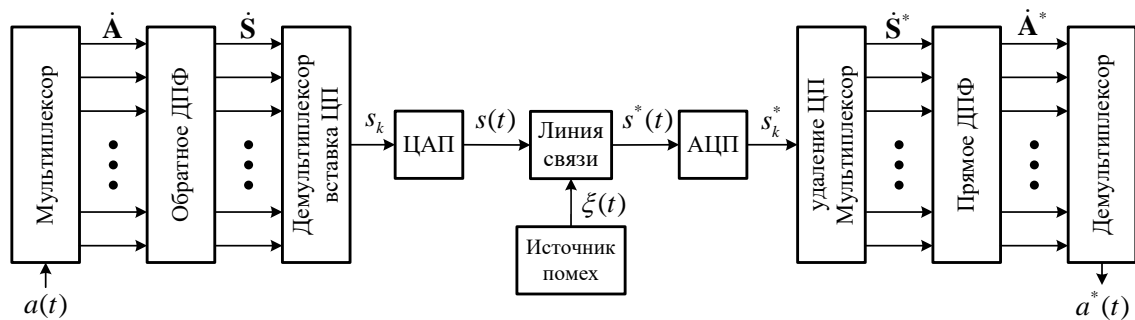 Мультиплексор
a(t)
Ȧ
Обратное ДПФ
Ṡ
Демультиплексор
вставка ЦП
s_k
ЦАП
s(t)
Линия
связи
ξ(t)
Источник
помех
s*(t)
АЦП
s*_k
удаление ЦП
Мультиплексор
Ṡ*
Прямое ДПФ
Ȧ*
Демультиплексор
a*(t)